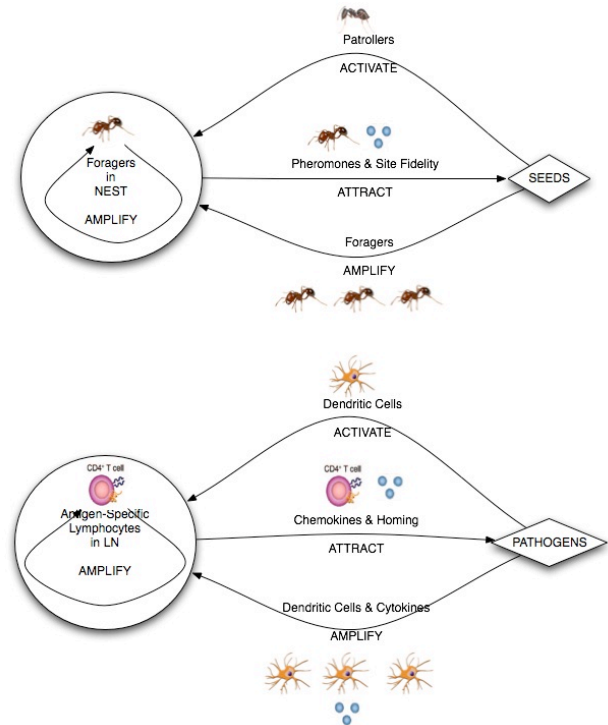 Patrollers
ACTIVATE
Foragers
in
NEST
AMPLIFY
Pheromones & Site Fidelity
ATTRACT
SEEDS
Foragers
AMPLIFY
Dendritic Cells
ACTIVATE
CD4⁺ T cell
Antigen-Specific
Lymphocytes
in LN
AMPLIFY
CD4⁺ T cell
Chemokines & Homing
ATTRACT
PATHOGENS
Dendritic Cells & Cytokines
AMPLIFY